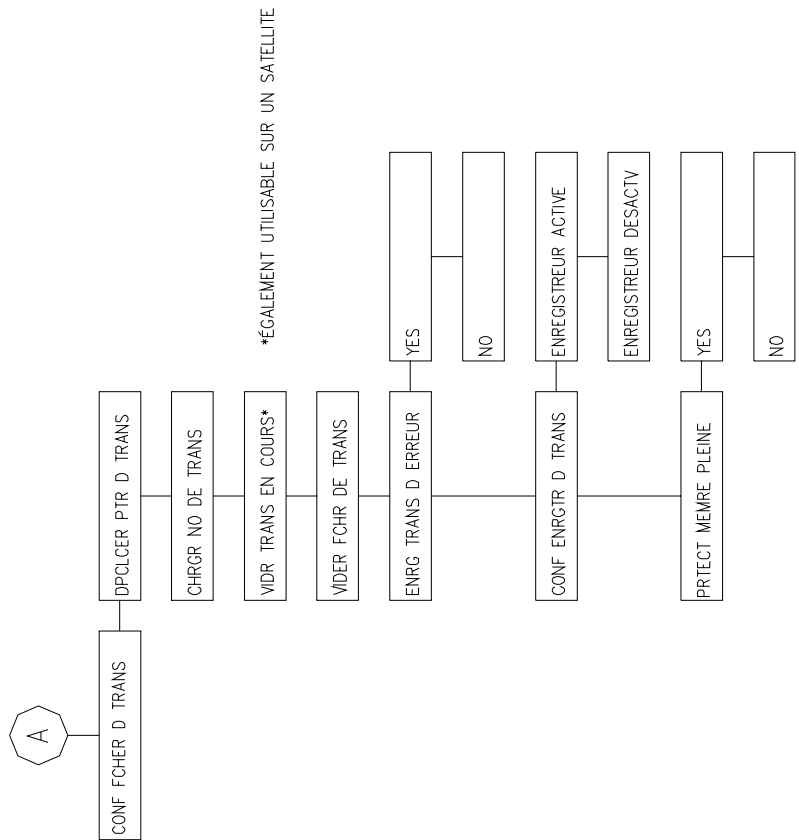 A
CONF FCHER D TRANS
DPCLCER PTR D TRANS
CHRGR NO DE TRANS
VIDR TRANS EN COURS*
*ÉGALEMENT UTILISABLE SUR UN SATELLITE
VIDER FCHR DE TRANS
ENRG TRANS D ERREUR
YES
NO
CONF ENRGTR D TRANS
ENREGISTREUR ACTIVE
ENREGISTREUR DESACTV
PRTECT MEMRE PLEINE
YES
NO